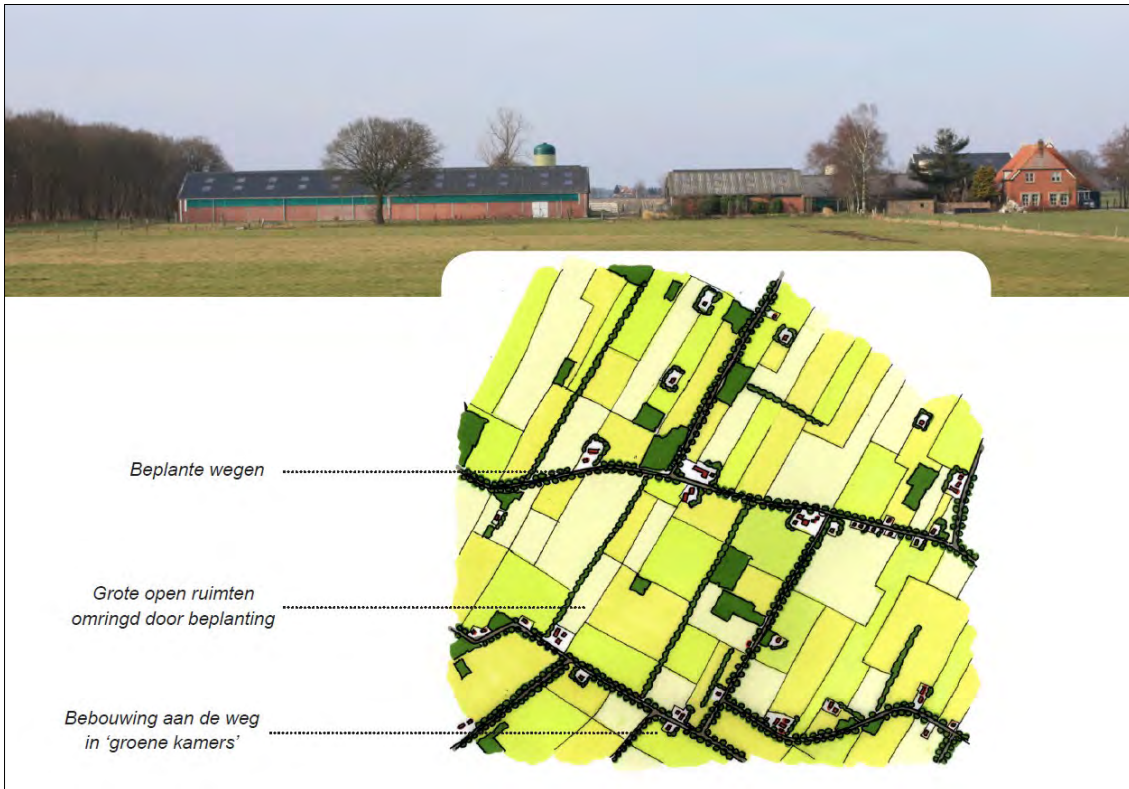 Beplante wegen
Grote open ruimten
omringd door beplanting
Bebouwing aan de weg
in ‘groene kamers’